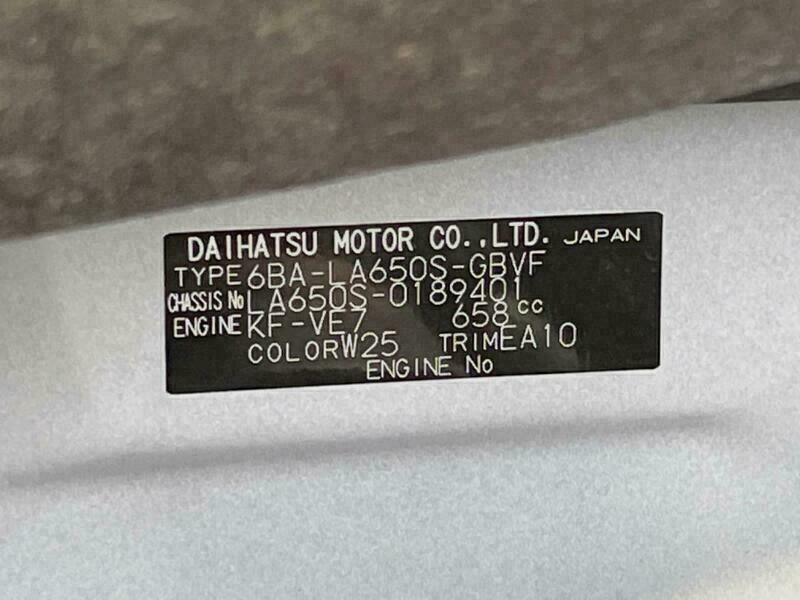 DAIHATSU MOTOR CO.,LTD. JAPAN
TYPE 6BA-LA650S-GBVF
CHASSIS No LA650S-0189401
ENGINE KF-VE7 658 cc
COLOR W25 TRIM EA10
ENGINE No